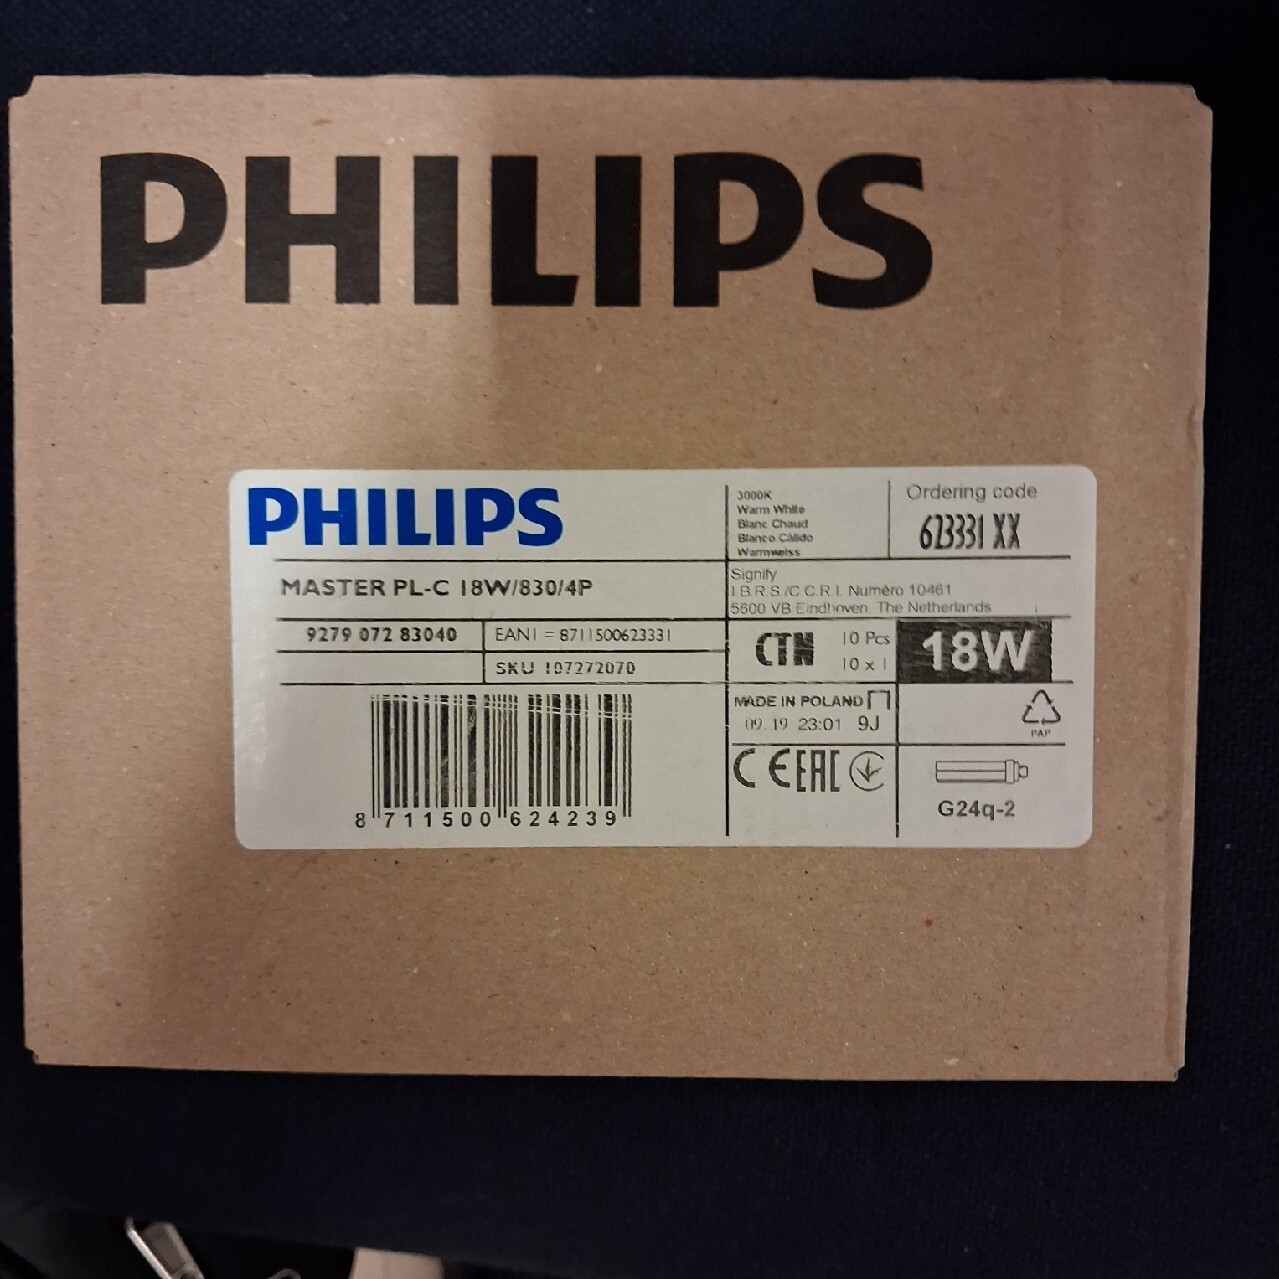 PHILIPS
PHILIPS
3000K
Warm White
Blanc Chaud
Blanco Cálido
Warmweiss
Ordering code
623331 XX
MASTER PL-C 18W/830/4P
Signify
I.B.R.S./C.C.R.I. Numéro 10461
5600 VB Eindhoven, The Netherlands
9279 072 83040
EAN1 = 8711500623331
SKU 107272070
CTN
10 Pcs
10 x 1
18W
MADE IN POLAND
09.19 23:01 9J
PAP
CE EAC
G24q-2
8 711500 624239